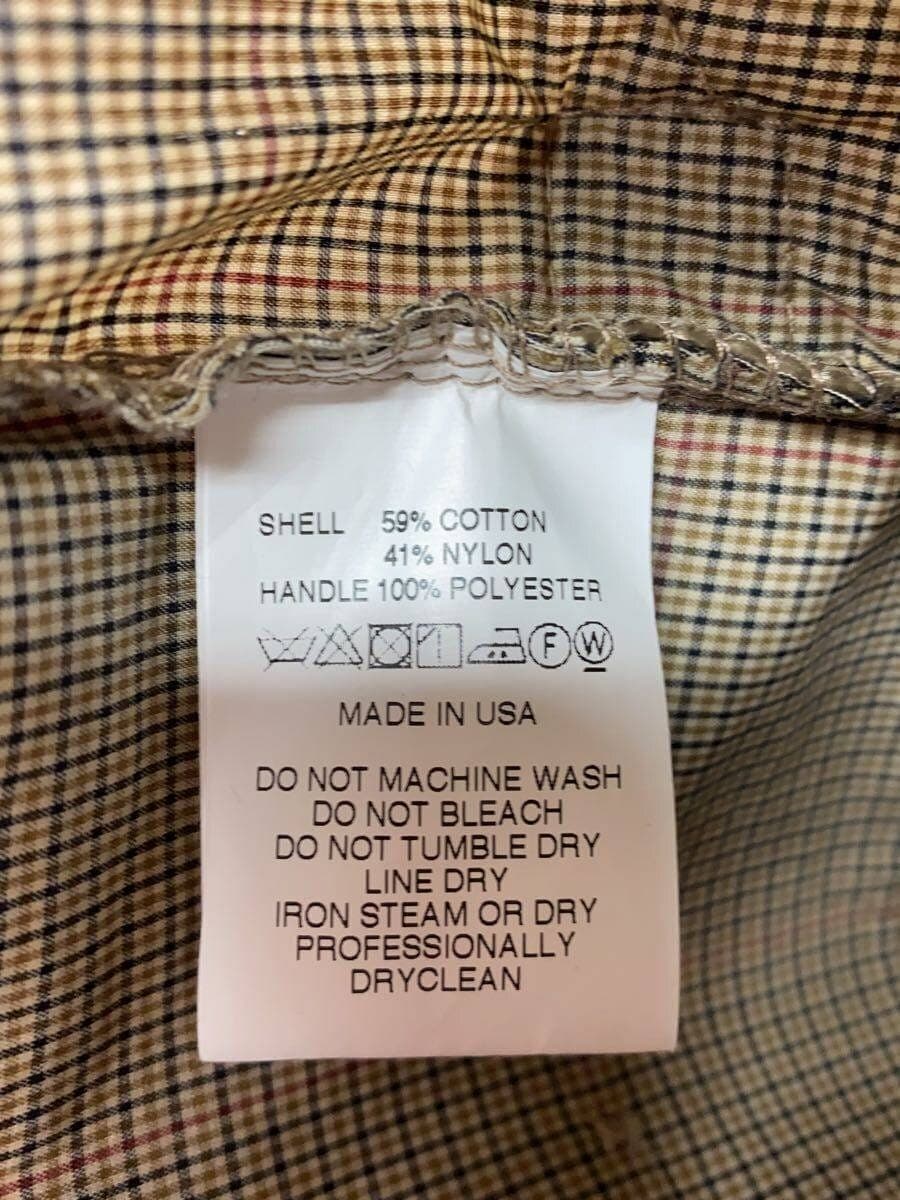 SHELL 59% COTTON
41% NYLON
HANDLE 100% POLYESTER
F W
MADE IN USA
DO NOT MACHINE WASH
DO NOT BLEACH
DO NOT TUMBLE DRY
LINE DRY
IRON STEAM OR DRY
PROFESSIONALLY
DRYCLEAN